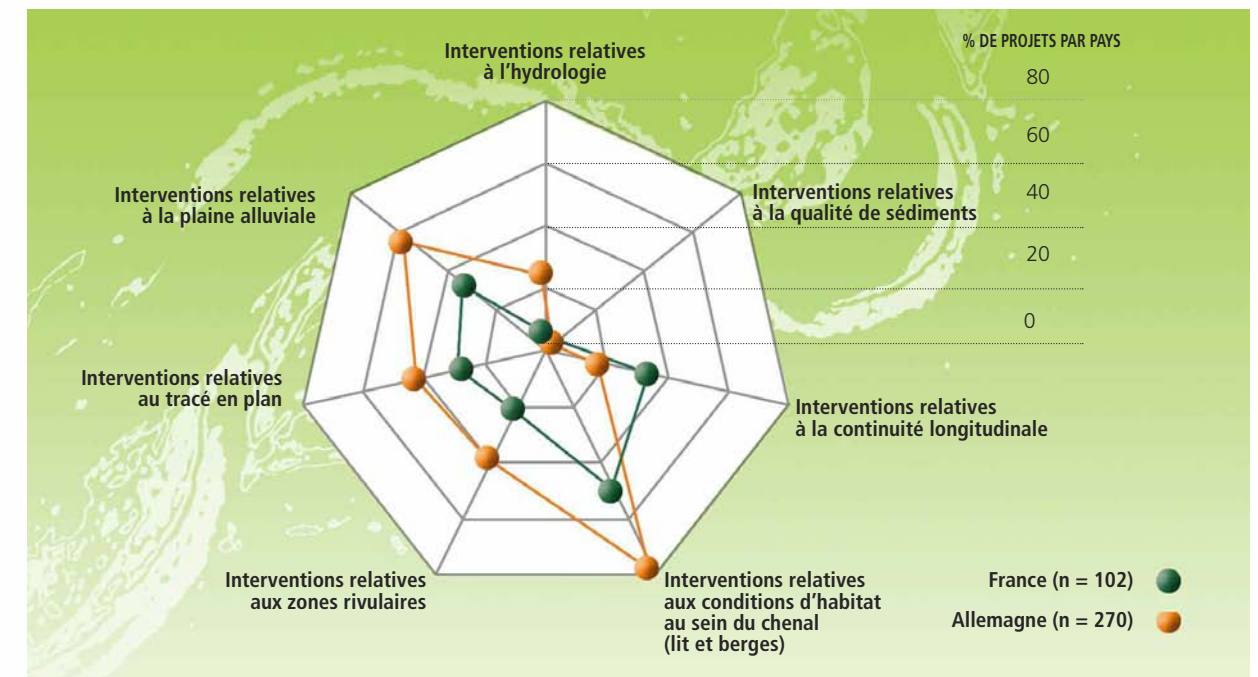 Interventions relatives
à l'hydrologie
% DE PROJETS PAR PAYS
80
60
40
20
0
Interventions relatives
à la qualité de sédiments
Interventions relatives
à la plaine alluviale
Interventions relatives
au tracé en plan
Interventions relatives
à la continuité longitudinale
Interventions relatives
aux zones rivulaires
Interventions relatives
aux conditions d'habitat
au sein du chenal
(lit et berges)
France (n = 102)
Allemagne (n = 270)